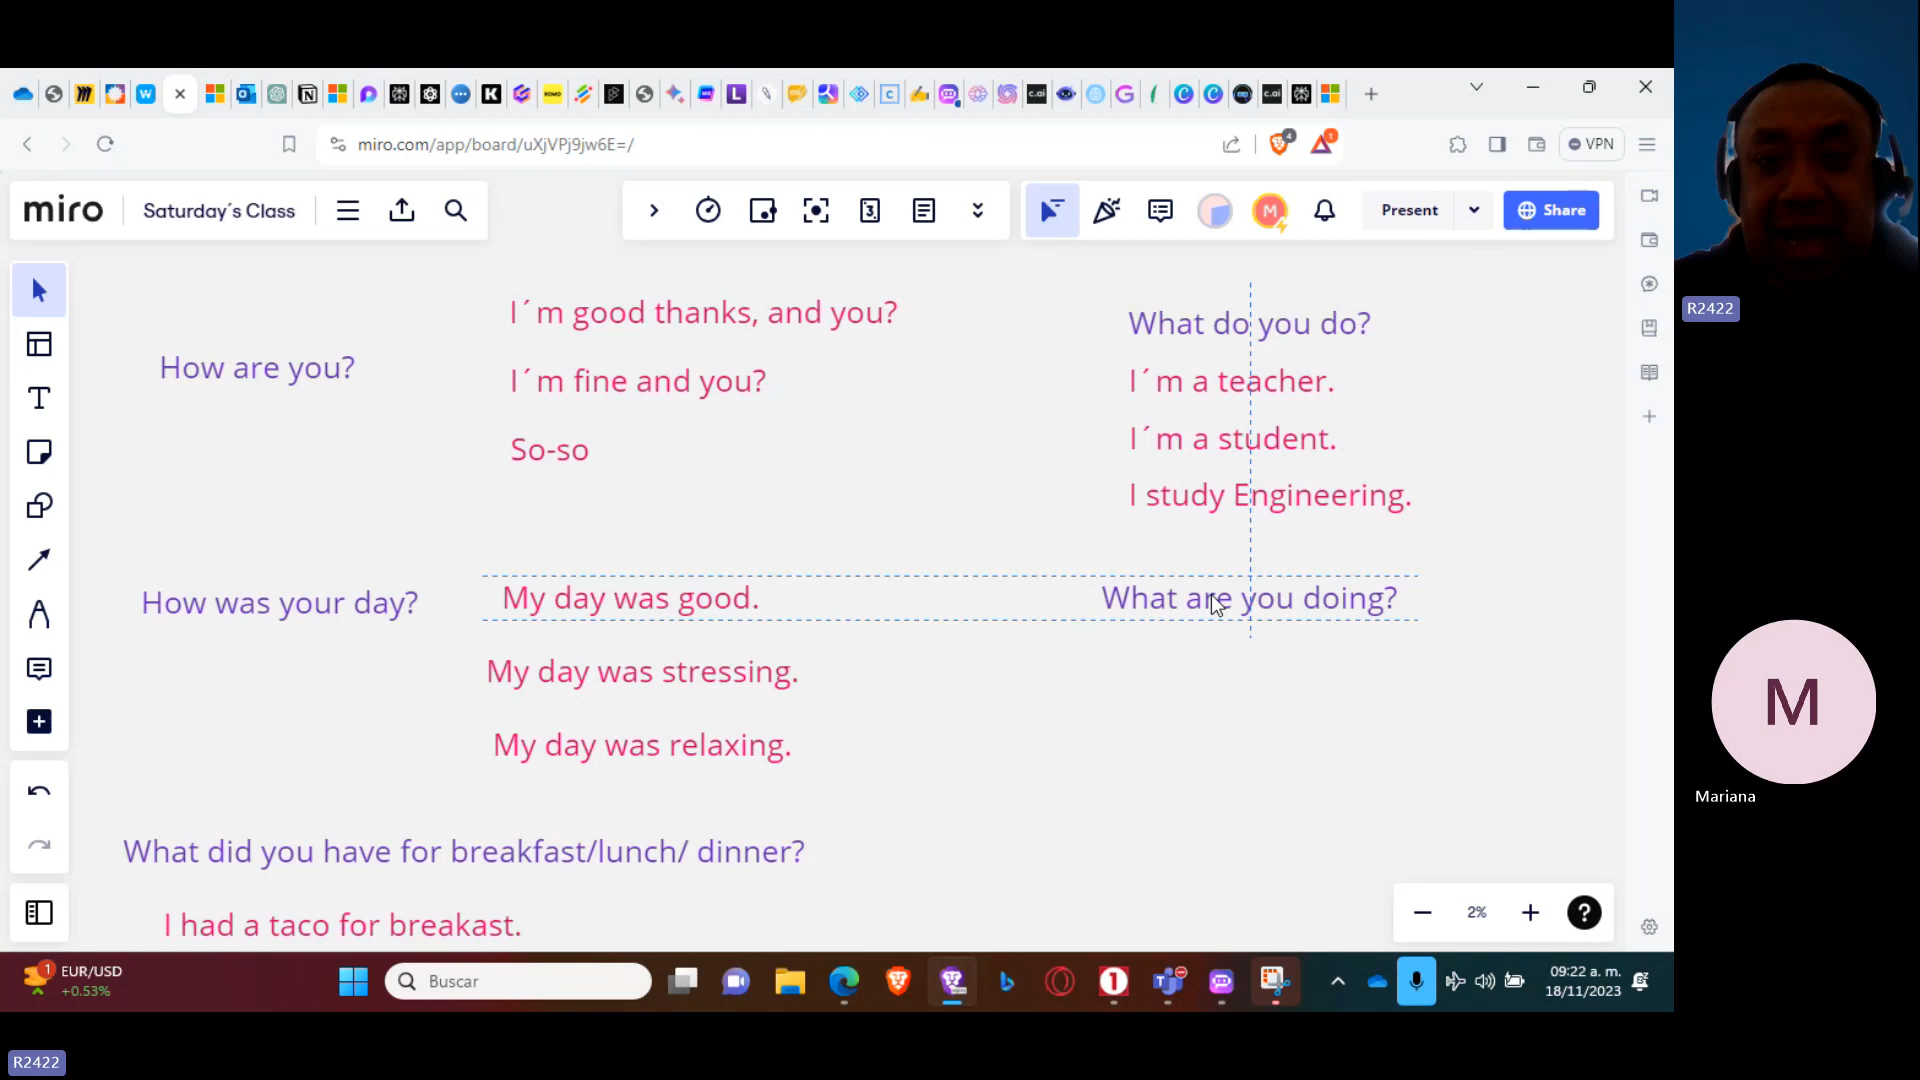 miro.com/app/board/uXjVPj9jw6E=/
4
1
VPN
miro
Saturday´s Class
3
M
Present
Share
R2422
I´m good thanks, and you?
What do you do?
How are you?
I´m fine and you?
I´m a teacher.
So-so
I´m a student.
I study Engineering.
How was your day?
My day was good.
What are you doing?
My day was stressing.
My day was relaxing.
M
Mariana
What did you have for breakfast/lunch/ dinner?
I had a taco for breakast.
2%
?
1
EUR/USD
+0.53%
Buscar
09:22 a. m.
18/11/2023
R2422